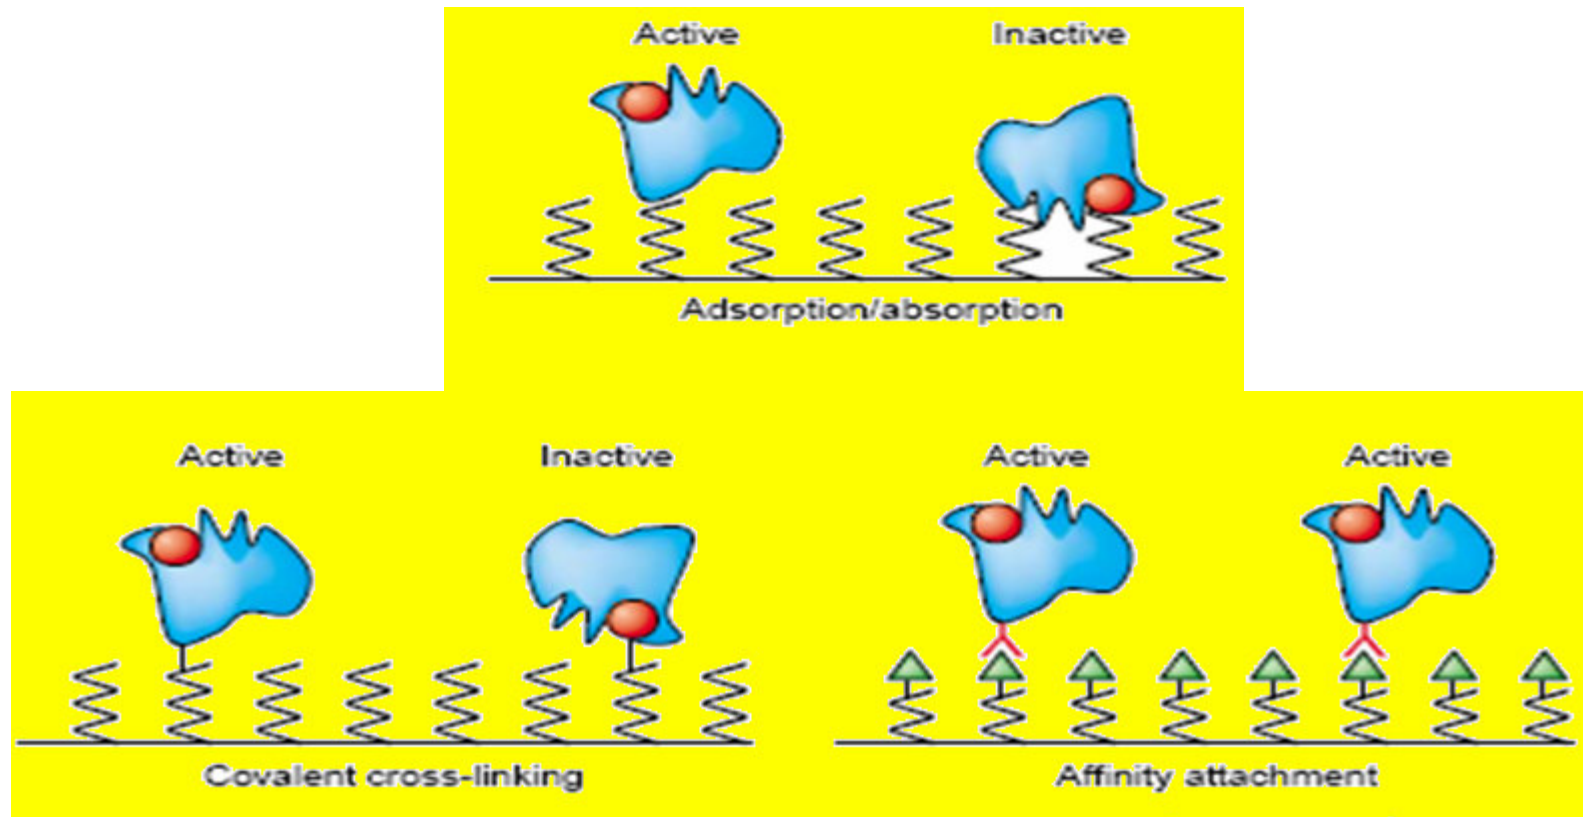 Active Inactive
Adsorption/absorption
Active Inactive Active Active
Covalent cross-linking Affinity attachment